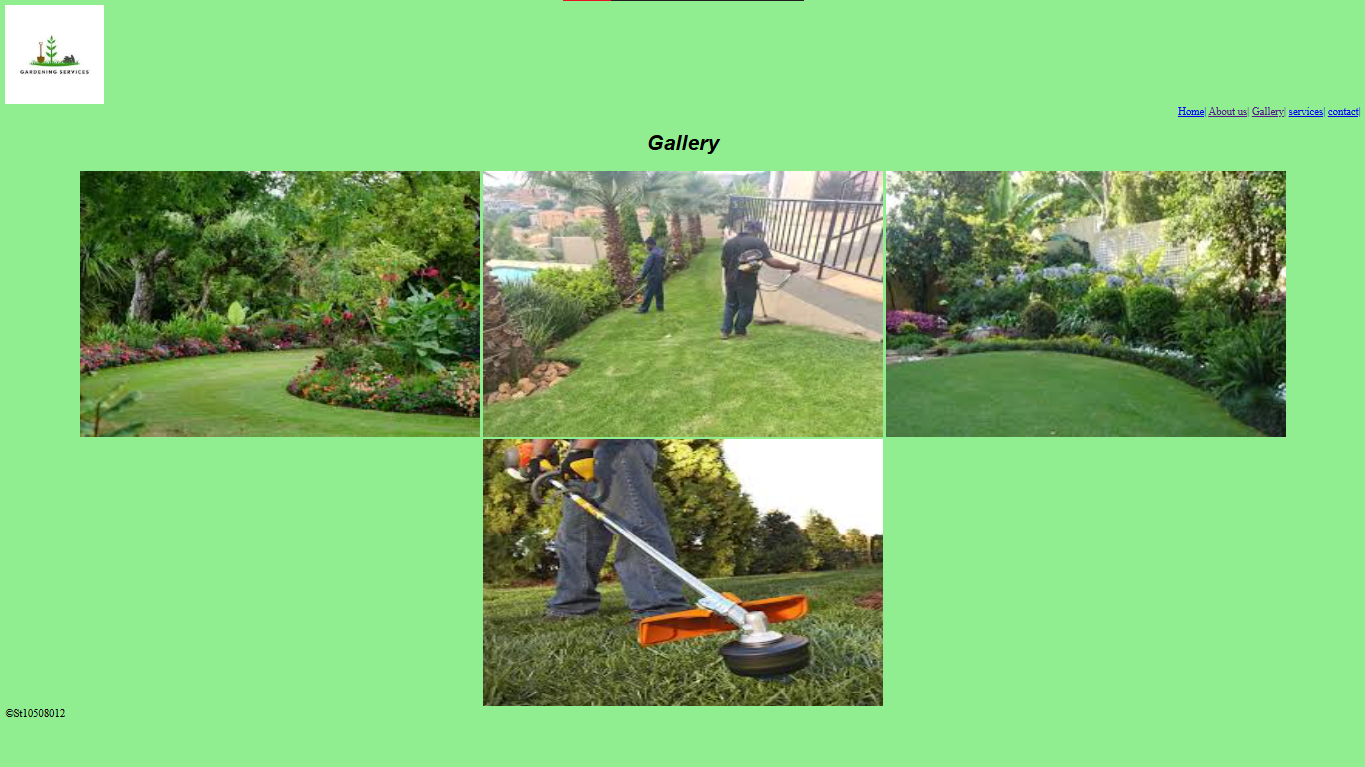 GARDENING SERVICES
Home| About us| Gallery| services| contact|
Gallery
©St10508012